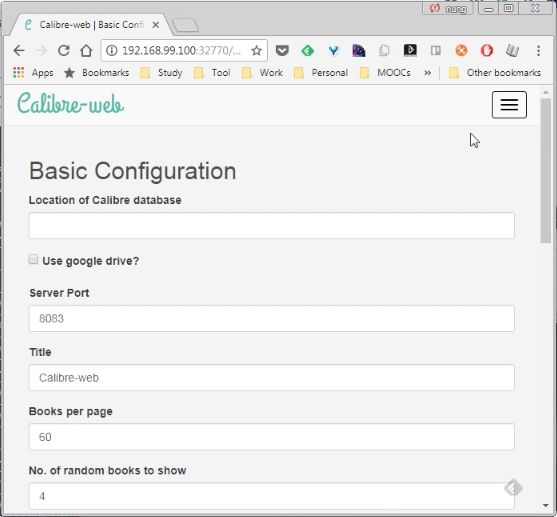 nung
Calibre-web | Basic Confi
192.168.99.100:32770/...
Apps Bookmarks Study Tool Work Personal MOOCs » Other bookmarks
Calibre-web
Basic Configuration
Location of Calibre database
Use google drive?
Server Port
8083
Title
Calibre-web
Books per page
60
No. of random books to show
4